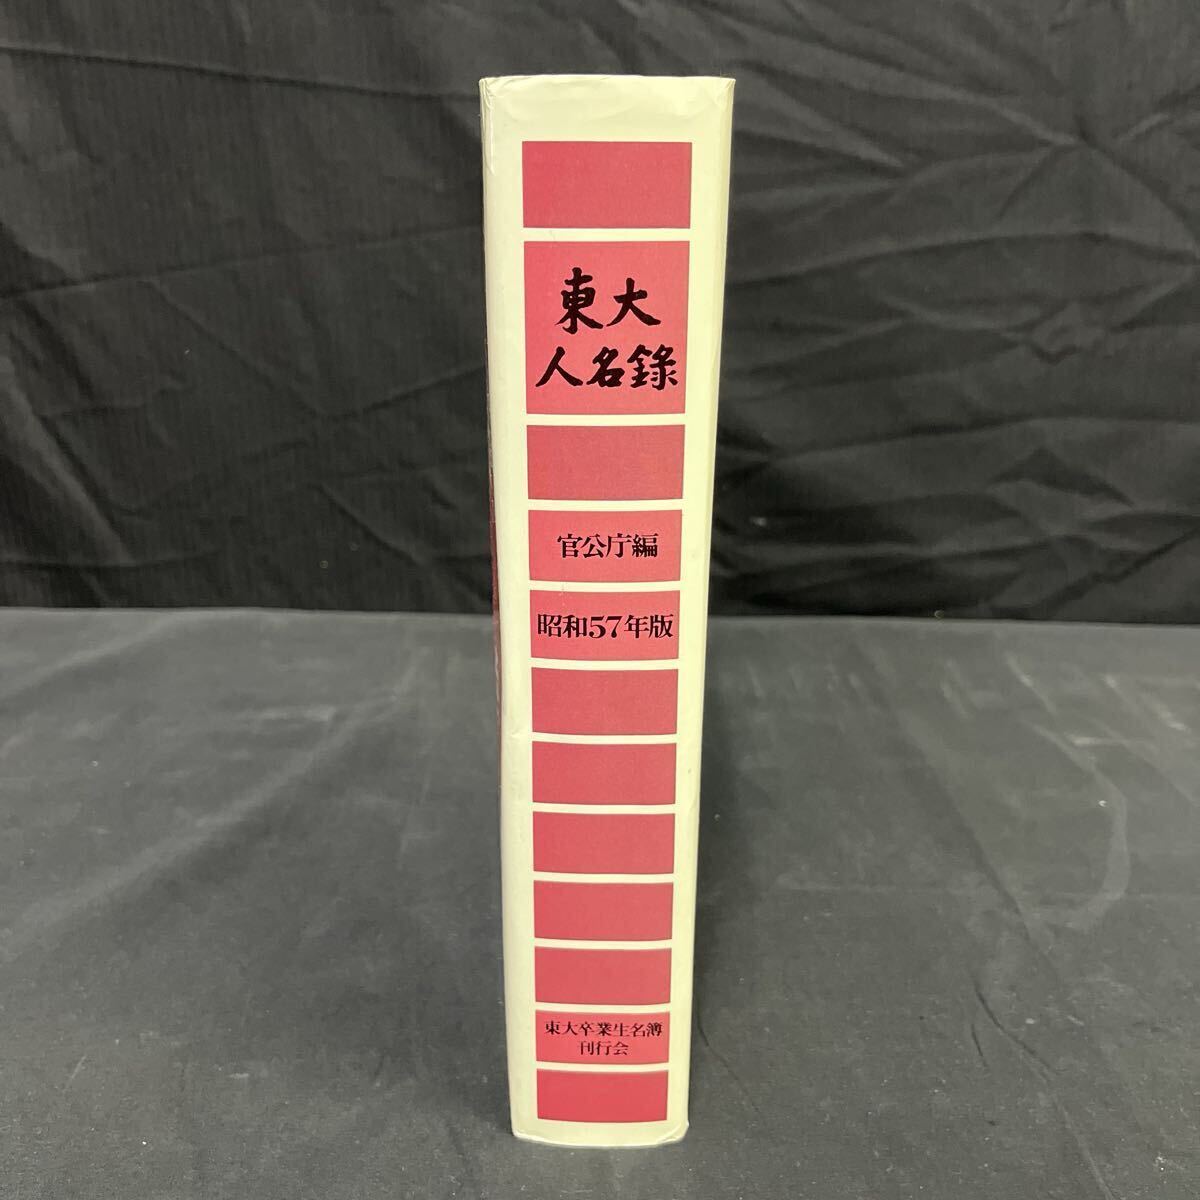 東大
人名錄
官公庁編
昭和57年版
東大卒業生名簿
刊行会